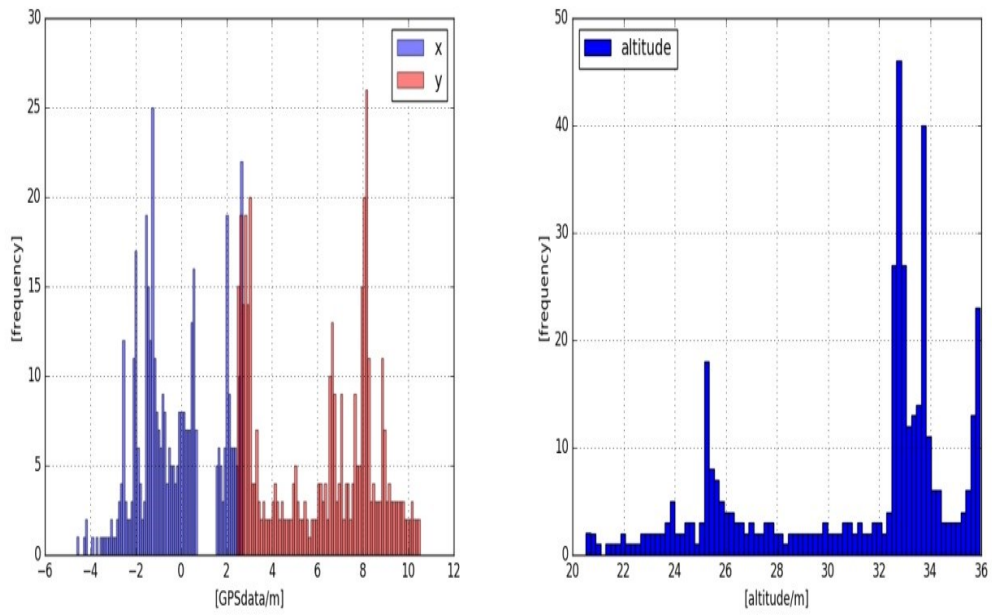 30
25
20
15
10
5
0
−6 −4 −2 0 2 4 6 8 10 12
[frequency]
[GPSdata/m]
x
y
50
40
30
20
10
0
20 22 24 26 28 30 32 34 36
[frequency]
[altitude/m]
altitude